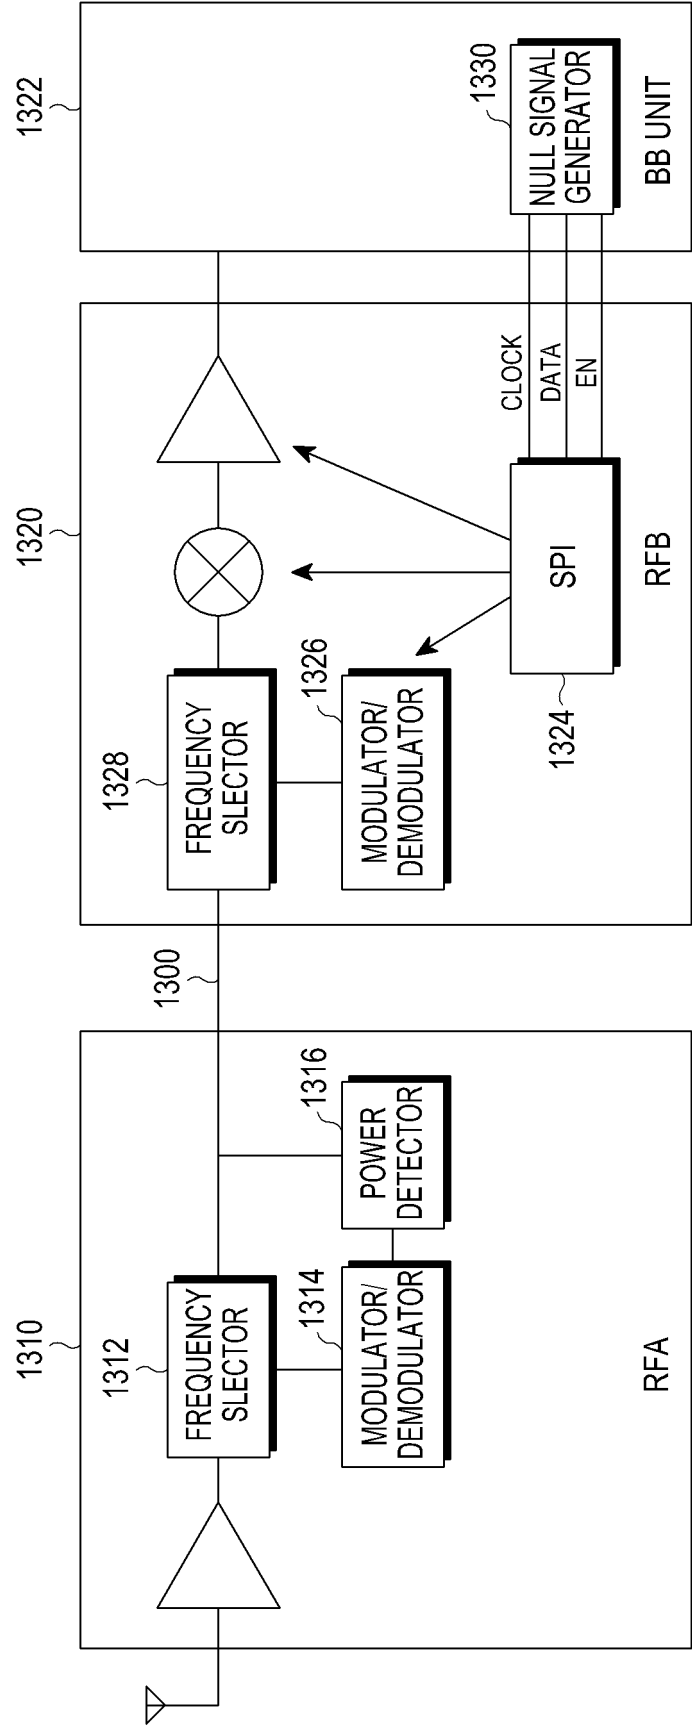 1310
1312
FREQUENCY
SLECTOR
1314
MODULATOR/
DEMODULATOR
1316
POWER
DETECTOR
RFA
1300
1320
1328
FREQUENCY
SLECTOR
1326
MODULATOR/
DEMODULATOR
1324
SPI
RFB
CLOCK
DATA
EN
1322
1330
NULL SIGNAL
GENERATOR
BB UNIT